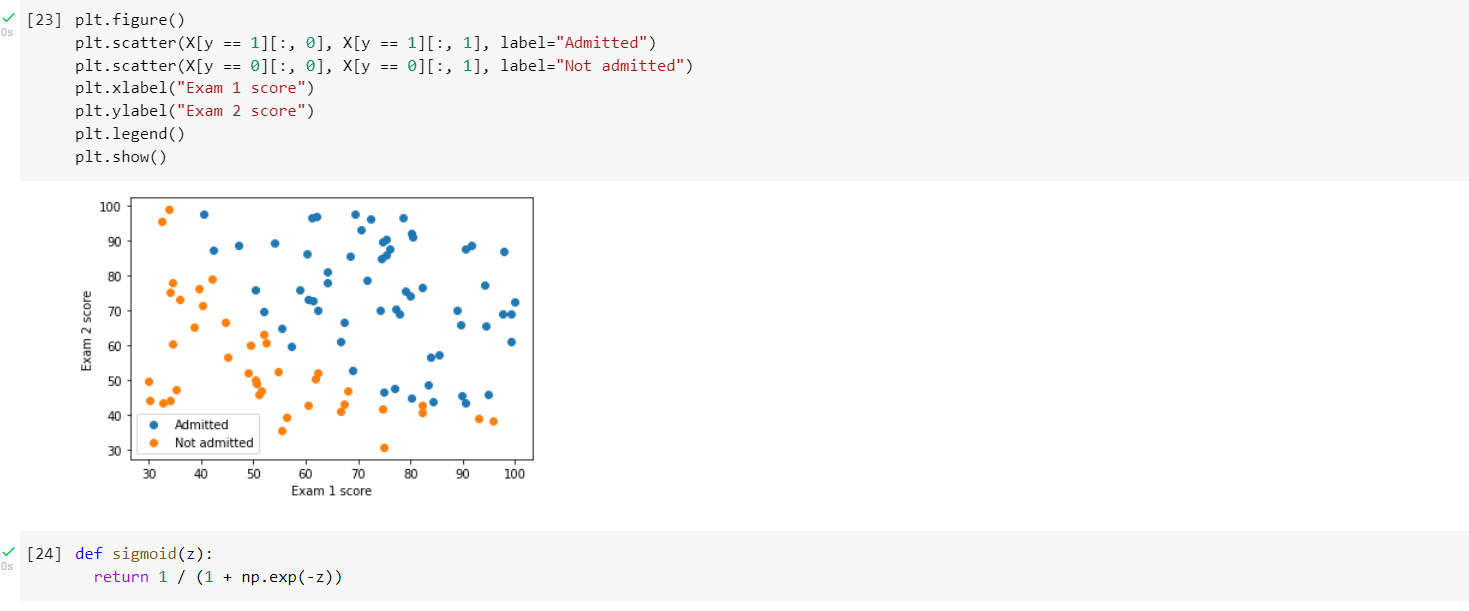 [23] plt.figure()
plt.scatter(X[y == 1][:, 0], X[y == 1][:, 1], label="Admitted")
plt.scatter(X[y == 0][:, 0], X[y == 0][:, 1], label="Not admitted")
plt.xlabel("Exam 1 score")
plt.ylabel("Exam 2 score")
plt.legend()
plt.show()
0s
100
90
80
70
60
50
40
30
Exam 2 score
Admitted
Not admitted
30 40 50 60 70 80 90 100
Exam 1 score
[24] def sigmoid(z):
return 1 / (1 + np.exp(-z))
0s